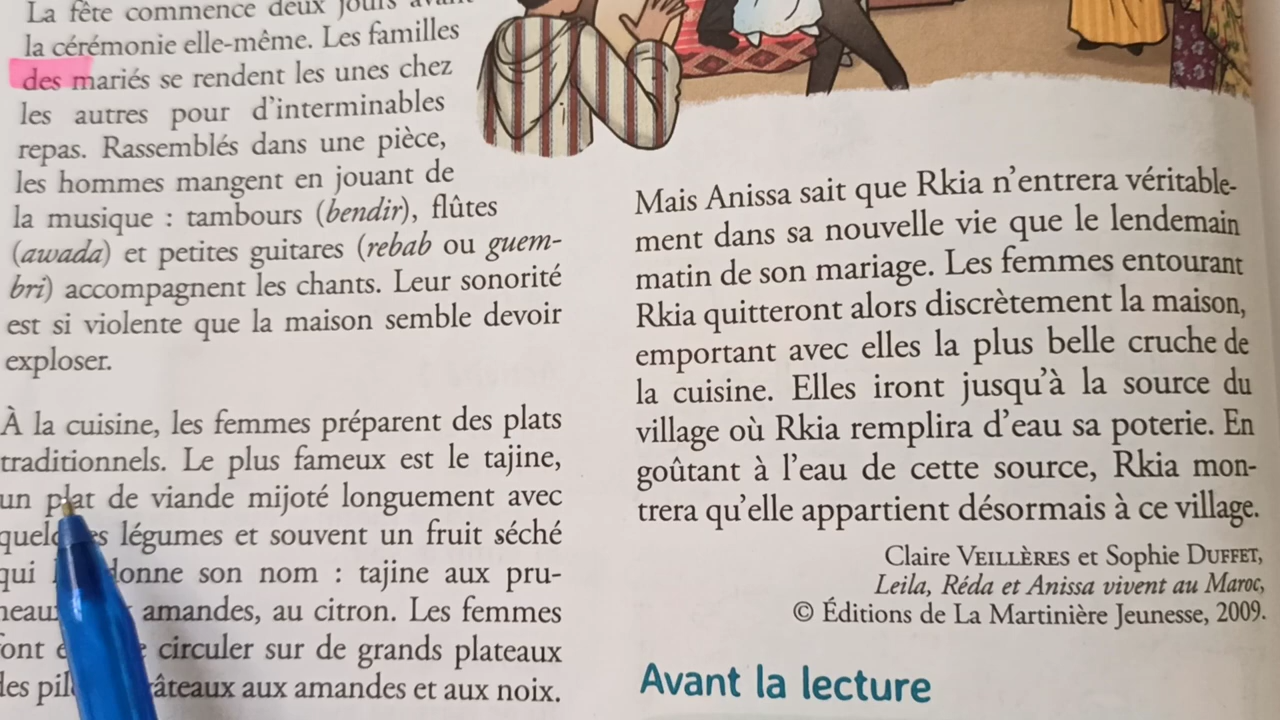 La fête commence deux jours avant
la cérémonie elle-même. Les familles
des mariés se rendent les unes chez
les autres pour d'interminables
repas. Rassemblés dans une pièce,
les hommes mangent en jouant de
la musique : tambours (bendir), flûtes
(awada) et petites guitares (rebab ou guem-
bri) accompagnent les chants. Leur sonorité
est si violente que la maison semble devoir
exploser.
À la cuisine, les femmes préparent des plats
traditionnels. Le plus fameux est le tajine,
un plat de viande mijoté longuement avec
légumes et souvent un fruit séché
qui donne son nom : tajine aux pru-
amandes, au citron. Les femmes
circuler sur de grands plateaux
aux amandes et aux noix.
Mais Anissa sait que Rkia n'entrera véritable-
ment dans sa nouvelle vie que le lendemain
matin de son mariage. Les femmes entourant
Rkia quitteront alors discrètement la maison,
emportant avec elles la plus belle cruche de
la cuisine. Elles iront jusqu'à la source du
village où Rkia remplira d'eau sa poterie. En
goûtant à l'eau de cette source, Rkia mon-
trera qu'elle appartient désormais à ce village.
Claire VEILLÈRES et Sophie DUFFET,
Leila, Réda et Anissa vivent au Maroc,
© Éditions de La Martinière Jeunesse, 2009.
Avant la lecture